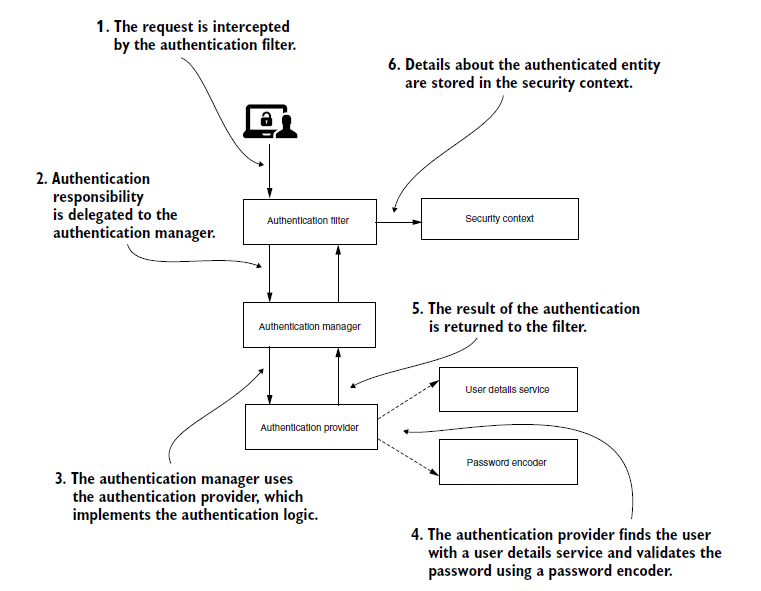 1. The request is intercepted
by the authentication filter.
6. Details about the authenticated entity
are stored in the security context.
2. Authentication
responsibility
is delegated to the
authentication manager.
Authentication filter
Security context
Authentication manager
5. The result of the authentication
is returned to the filter.
User details service
Authentication provider
Password encoder
3. The authentication manager uses
the authentication provider, which
implements the authentication logic.
4. The authentication provider finds the user
with a user details service and validates the
password using a password encoder.